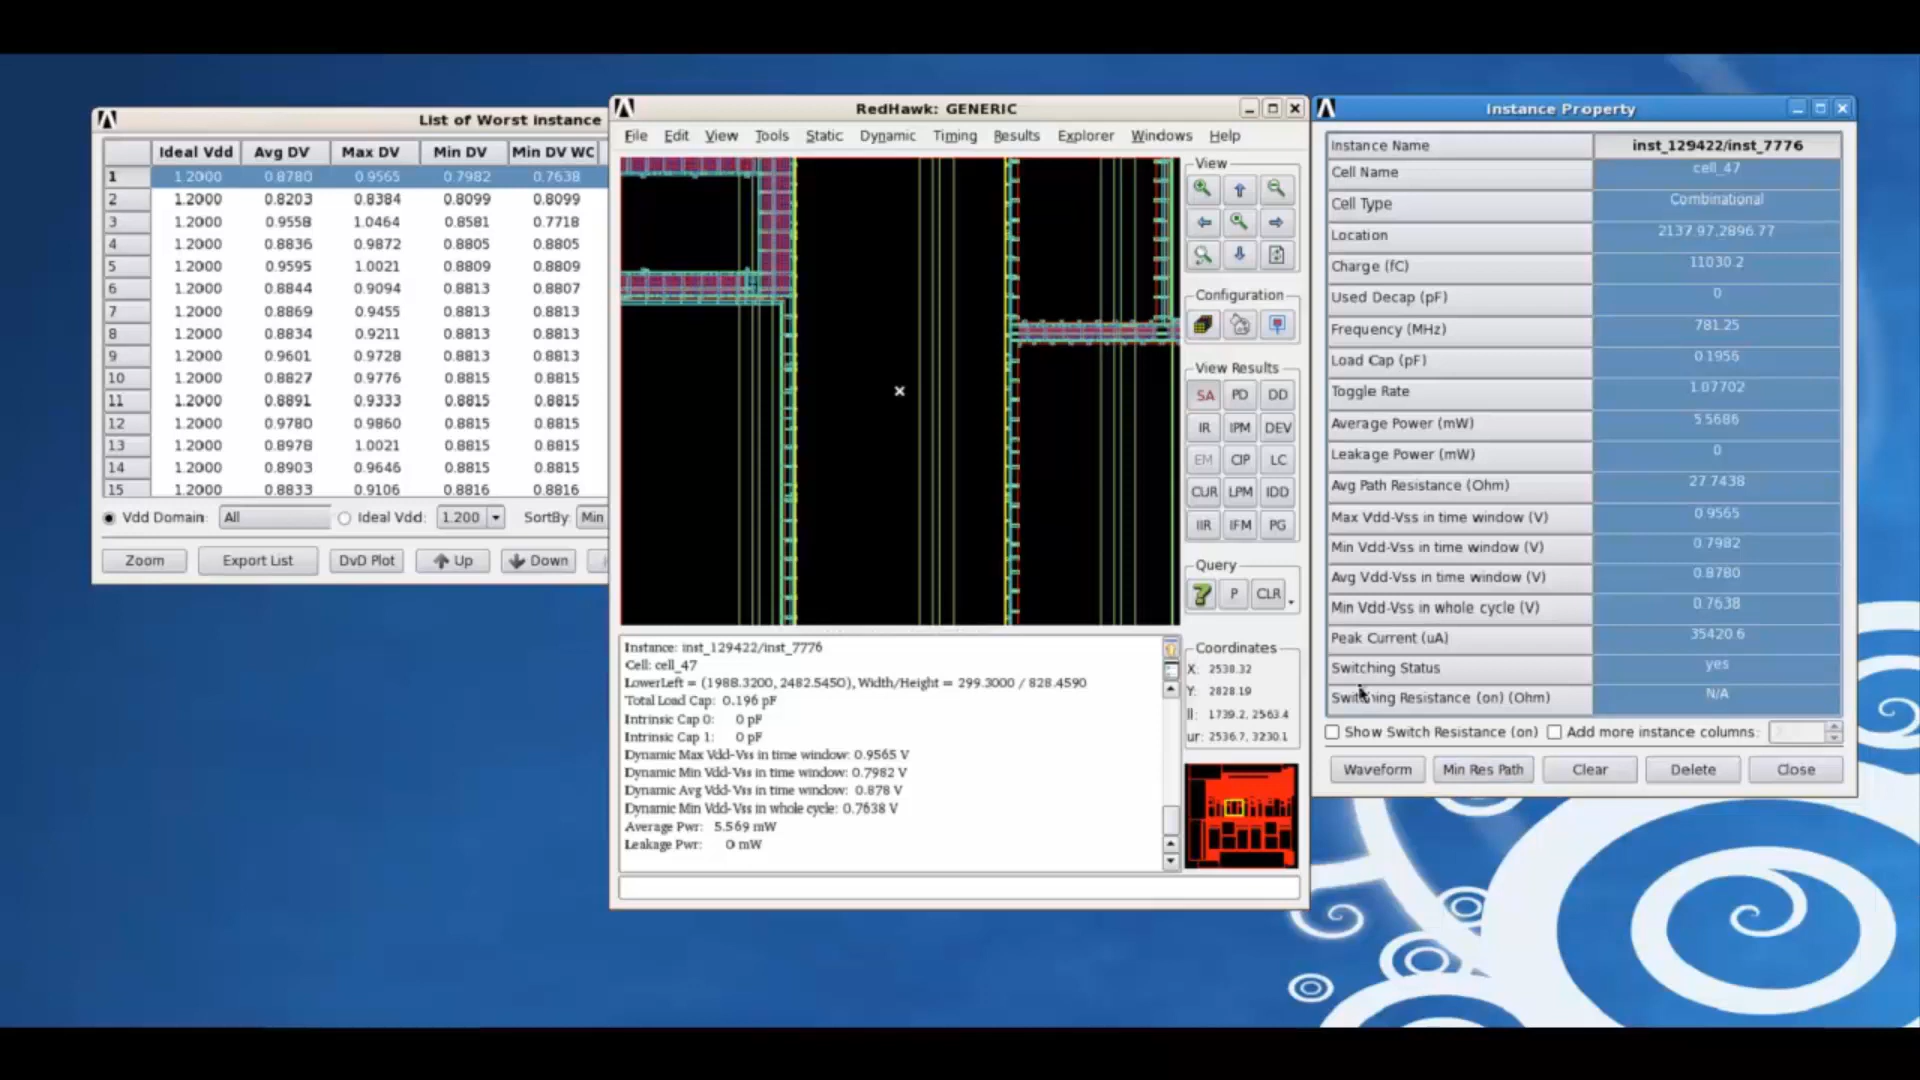 List of Worst instance
Ideal Vdd Avg DV Max DV Min DV Min DV WC
1 1.2000 0.8780 0.9565 0.7982 0.7638
2 1.2000 0.8203 0.8384 0.8099 0.8099
3 1.2000 0.9558 1.0464 0.8581 0.7718
4 1.2000 0.8836 0.9872 0.8805 0.8805
5 1.2000 0.9595 1.0021 0.8809 0.8809
6 1.2000 0.8844 0.9094 0.8813 0.8807
7 1.2000 0.8869 0.9455 0.8813 0.8813
8 1.2000 0.8834 0.9211 0.8813 0.8813
9 1.2000 0.9601 0.9728 0.8813 0.8813
10 1.2000 0.8827 0.9776 0.8815 0.8815
11 1.2000 0.8891 0.9333 0.8815 0.8815
12 1.2000 0.9780 0.9860 0.8815 0.8815
13 1.2000 0.8978 1.0021 0.8815 0.8815
14 1.2000 0.8903 0.9646 0.8815 0.8815
15 1.2000 0.8833 0.9106 0.8816 0.8816
Vdd Domain: All Ideal Vdd: 1.200 SortBy: Min
Zoom Export List DvD Plot Up Down
RedHawk: GENERIC
File Edit View Tools Static Dynamic Timing Results Explorer Windows Help
View
Configuration
View Results
SA PD DD
IR IPM DEV
EM CIP LC
CUR LPM IDD
IIR IFM PG
Query
? P CLR
Coordinates
X: 2538.32
Y: 2828.19
ll: 1739.2, 2563.4
ur: 2536.7, 3230.1
Instance: inst_129422/inst_7776
Cell: cell_47
LowerLeft = (1988.3200, 2482.5450), Width/Height = 299.3000 / 828.4590
Total Load Cap: 0.196 pF
Intrinsic Cap 0: 0 pF
Intrinsic Cap 1: 0 pF
Dynamic Max Vdd-Vss in time window: 0.9565 V
Dynamic Min Vdd-Vss in time window: 0.7982 V
Dynamic Avg Vdd-Vss in time window: 0.878 V
Dynamic Min Vdd-Vss in whole cycle: 0.7638 V
Average Pwr: 5.569 mW
Leakage Pwr: 0 mW
Instance Property
Instance Name inst_129422/inst_7776
Cell Name cell_47
Cell Type Combinational
Location 2137.97,2896.77
Charge (fC) 11030.2
Used Decap (pF) 0
Frequency (MHz) 781.25
Load Cap (pF) 0.1956
Toggle Rate 1.07702
Average Power (mW) 5.5686
Leakage Power (mW) 0
Avg Path Resistance (Ohm) 27.7438
Max Vdd-Vss in time window (V) 0.9565
Min Vdd-Vss in time window (V) 0.7982
Avg Vdd-Vss in time window (V) 0.8780
Min Vdd-Vss in whole cycle (V) 0.7638
Peak Current (uA) 35420.6
Switching Status yes
Switching Resistance (on) (Ohm) N/A
Show Switch Resistance (on) Add more instance columns:
Waveform Min Res Path Clear Delete Close